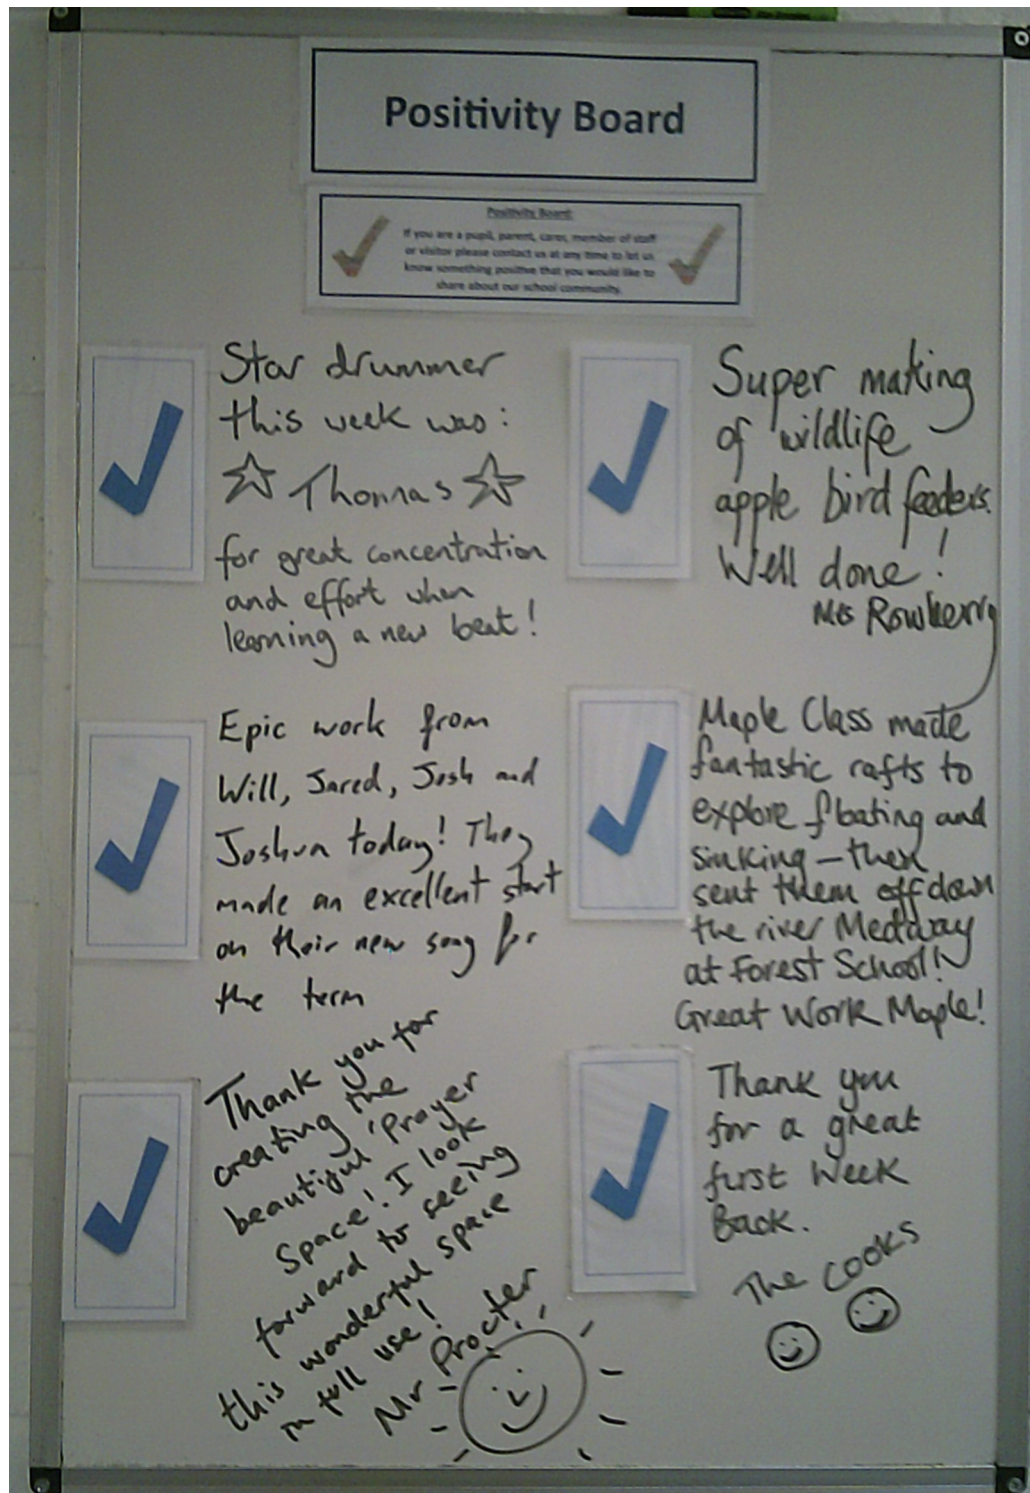 Positivity Board
Positivity Board:
If you are a pupil, parent, carer, member of staff
or visitor please contact us at any time to let us
know something positive that you would like to
share about our school community.
Star drummer
this week was:
Thomas
for great concentration
and effort when
learning a new beat!
Super making
of wildlife
apple bird feeders.
Well done!
Mrs Rowberry
Epic work from
Will, Jared, Josh and
Joshua today! They
made an excellent start
on their new song for
the term
Maple Class made
fantastic rafts to
explore floating and
sinking - then
sent them off down
the river Medway
at Forest School!
Great Work Maple!
Thank you for
creating the
beautiful 'Prayer
Space'. I look
forward to seeing
this wonderful space
in full use!
Mr Procter
Thank you
for a great
first week
Back.
The Cooks